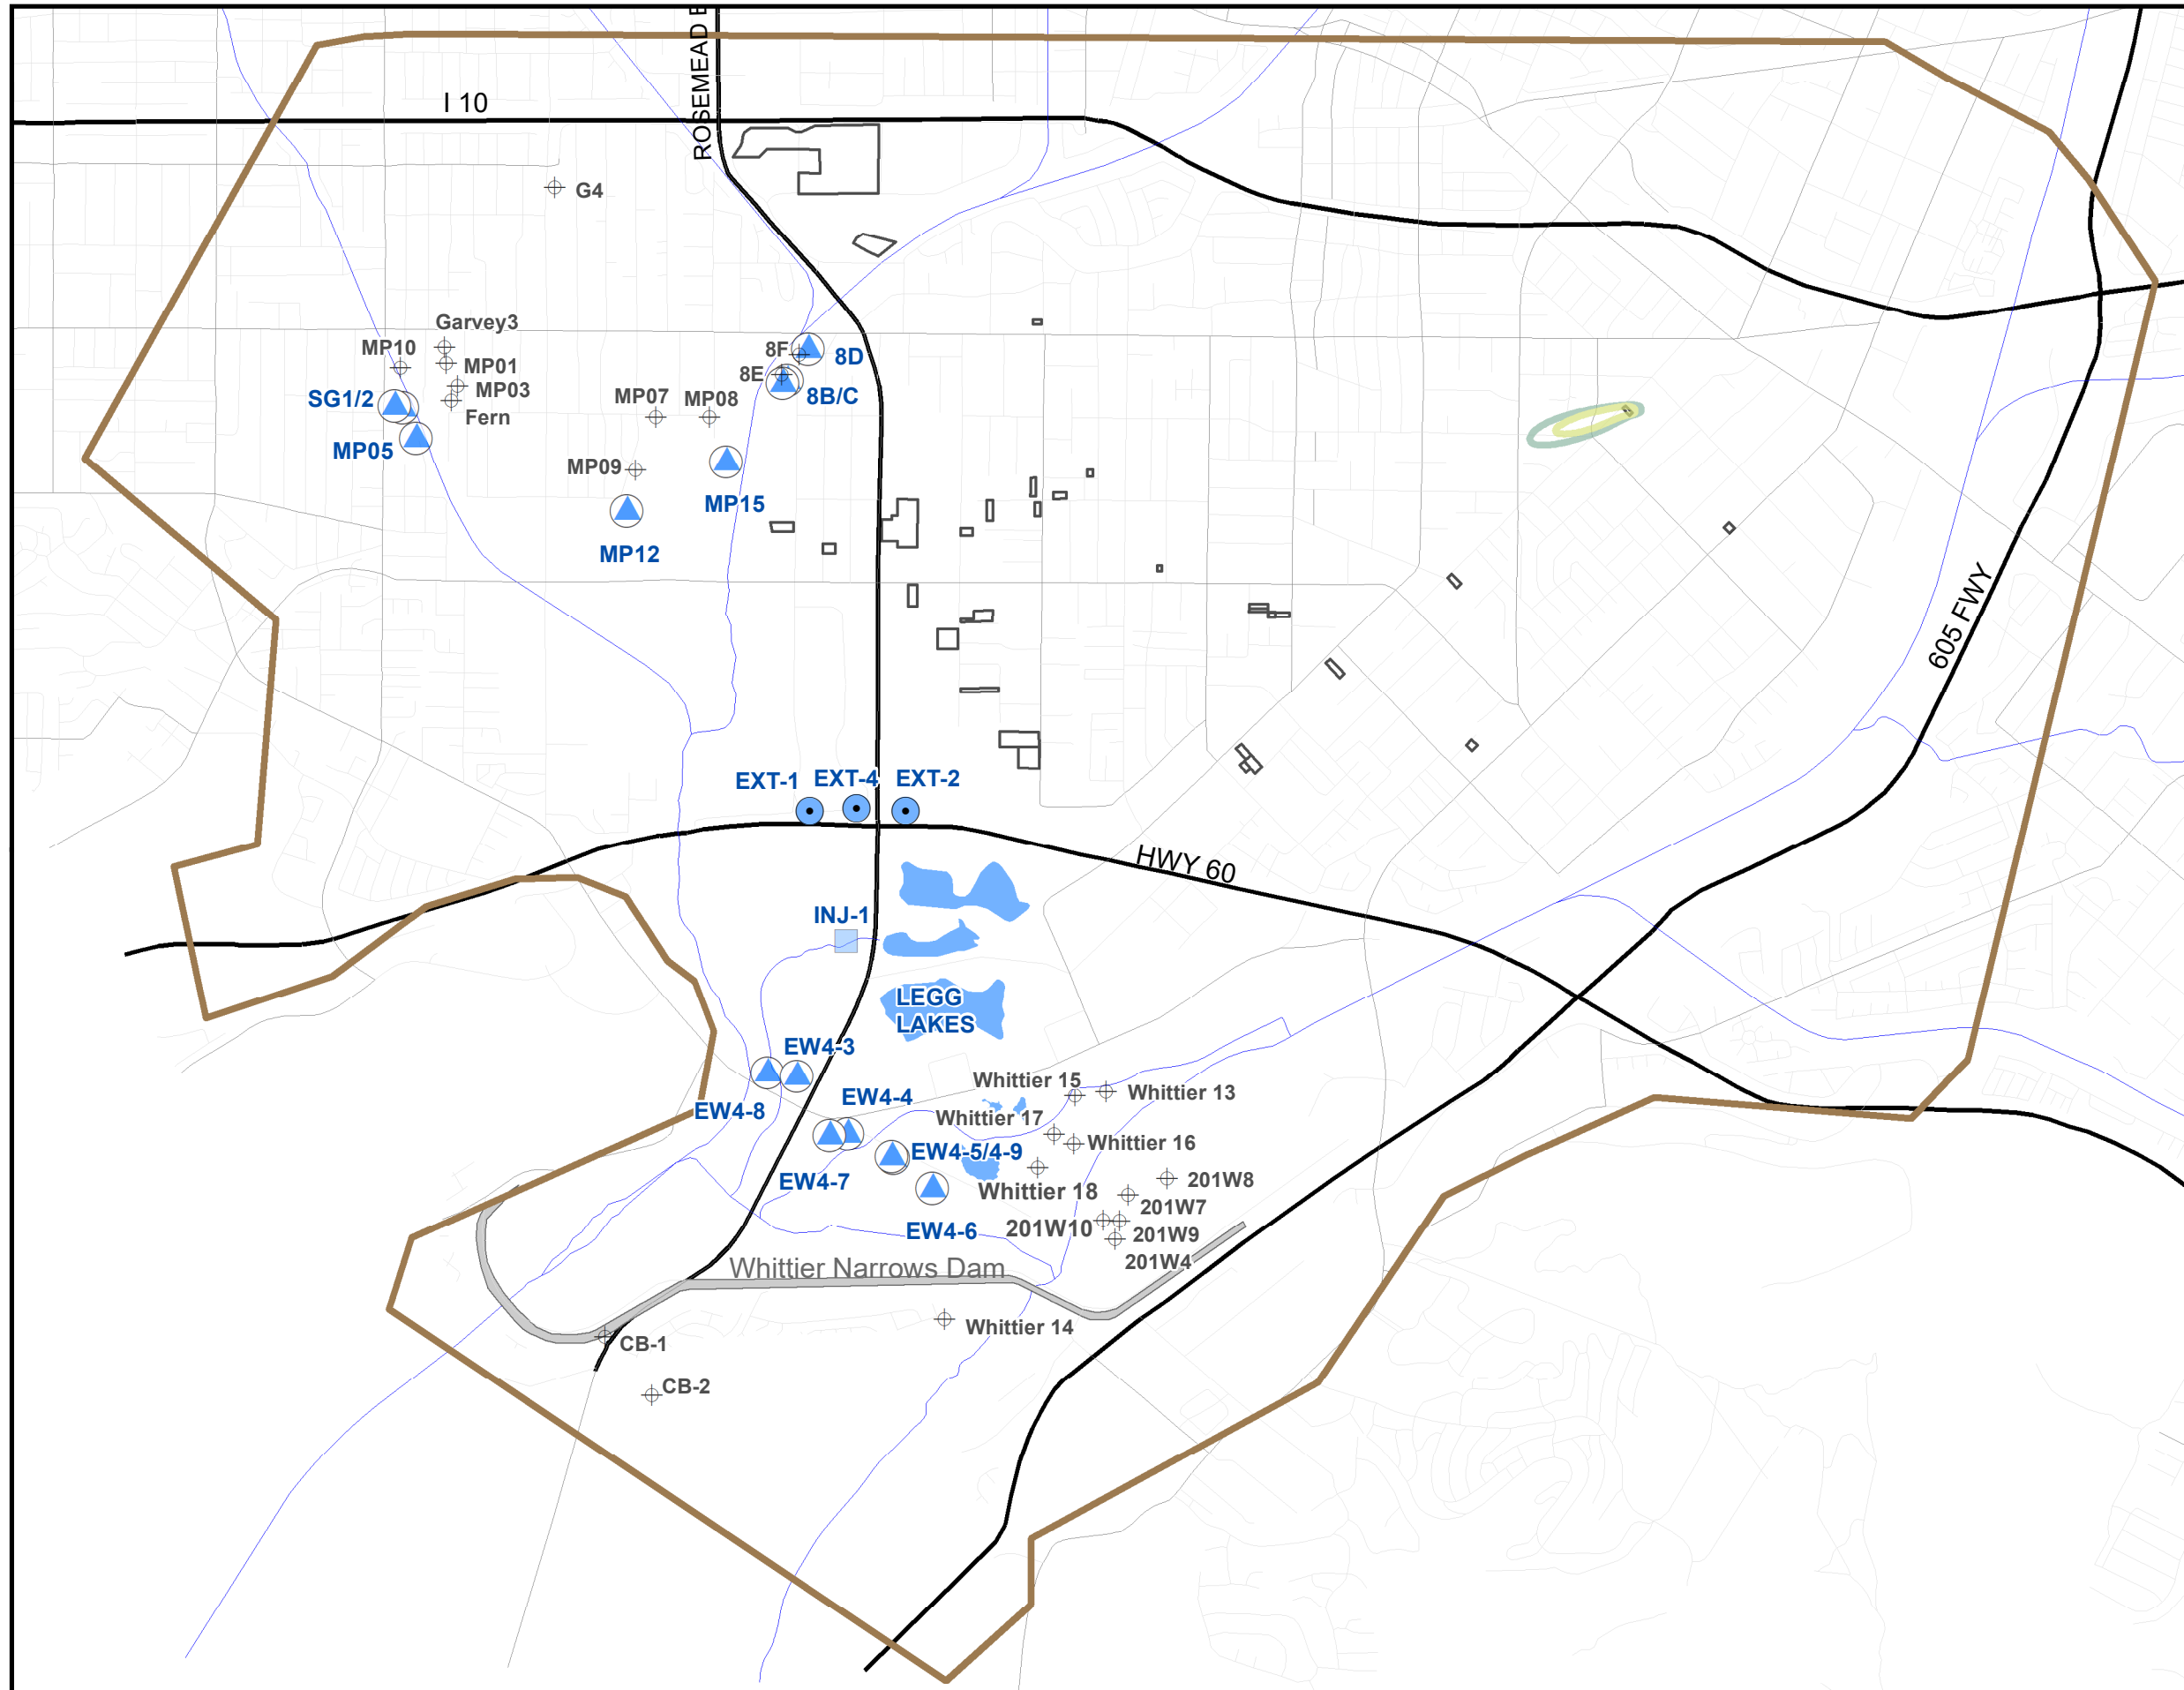 ROSEMEAD B
I 10
G4
Garvey3
MP10
MP01
MP03
Fern
SG1/2
MP05
8F
8D
8E
8B/C
MP07
MP08
MP09
MP15
MP12
605 FWY
EXT-1
EXT-4
EXT-2
HWY 60
INJ-1
LEGG
LAKES
EW4-3
EW4-8
EW4-4
Whittier 15
Whittier 13
Whittier 17
Whittier 16
EW4-5/4-9
EW4-7
Whittier 18
201W8
201W7
EW4-6
201W10
201W9
201W4
Whittier Narrows Dam
Whittier 14
CB-1
CB-2